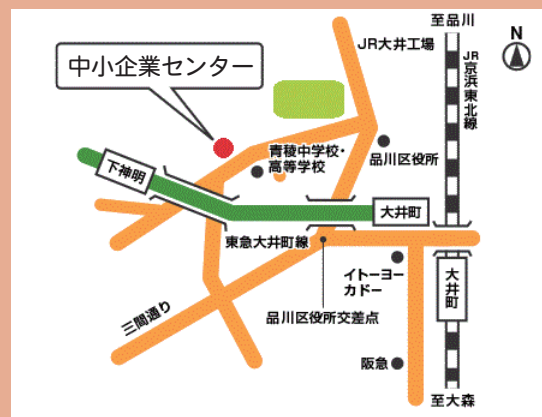 至品川
N
JR大井工場
中小企業センター
JR京浜東北線
青稜中学校・
高等学校
品川区役所
下神明
大井町
東急大井町線
イトーヨー
カドー
大井町
三間通り
品川区役所交差点
阪急
至大森